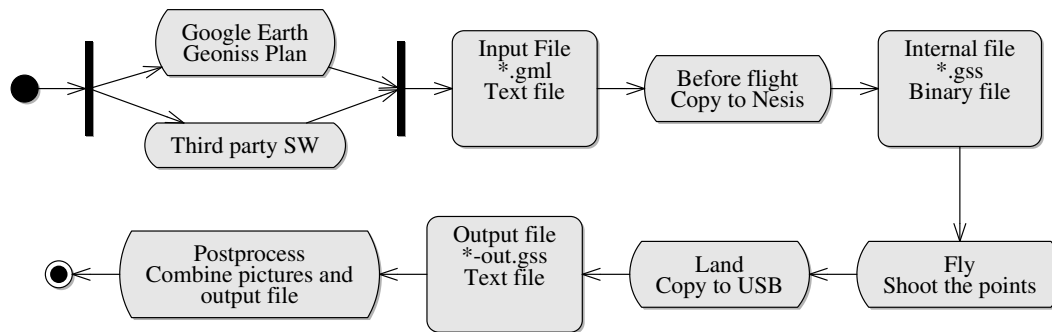 Google Earth
Geoniss Plan
Third party SW
Input File
*.gml
Text file
Before flight
Copy to Nesis
Internal file
*.gss
Binary file
Fly
Shoot the points
Land
Copy to USB
Output file
*-out.gss
Text file
Postprocess
Combine pictures and
output file